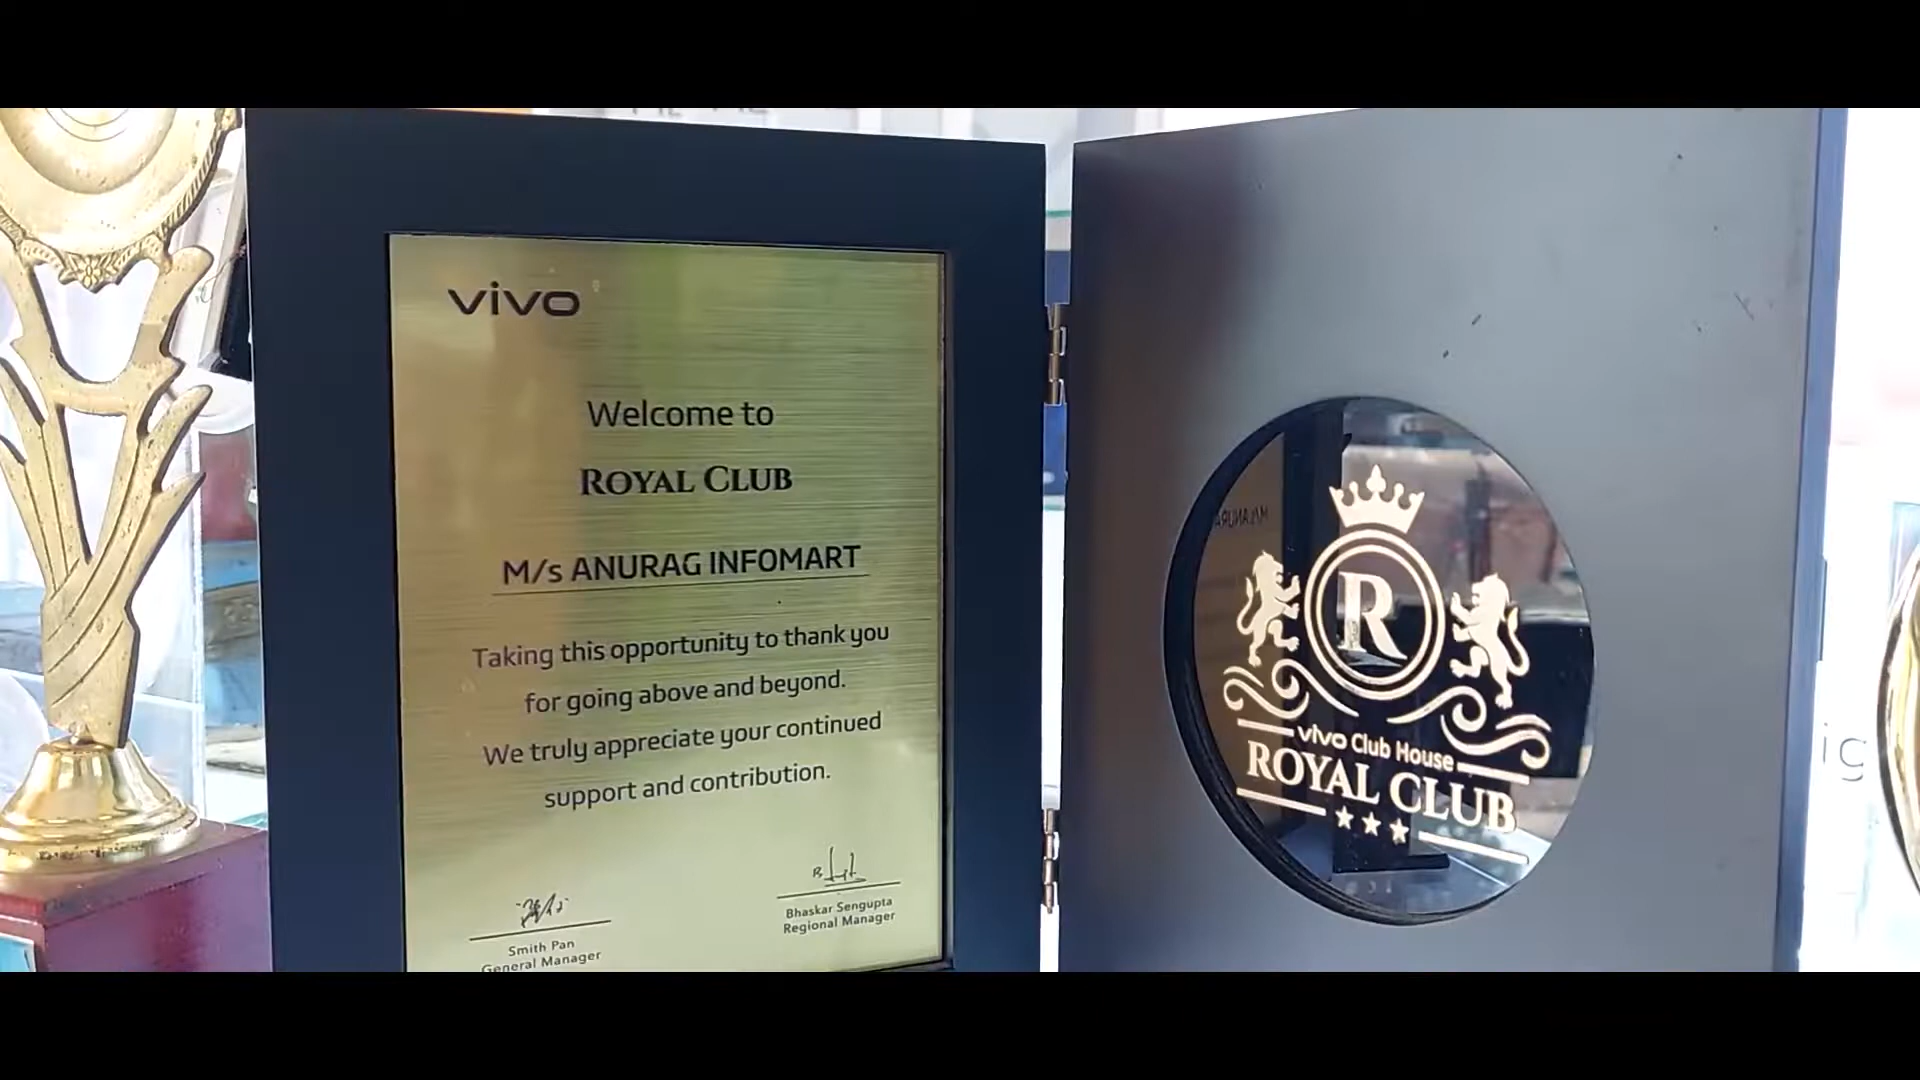 vivo
Welcome to
ROYAL CLUB
M/s ANURAG INFOMART
Taking this opportunity to thank you
for going above and beyond.
We truly appreciate your continued
support and contribution.
Smith Pan
General Manager
Bhaskar Sengupta
Regional Manager
R
vivo Club House
ROYAL CLUB
ig